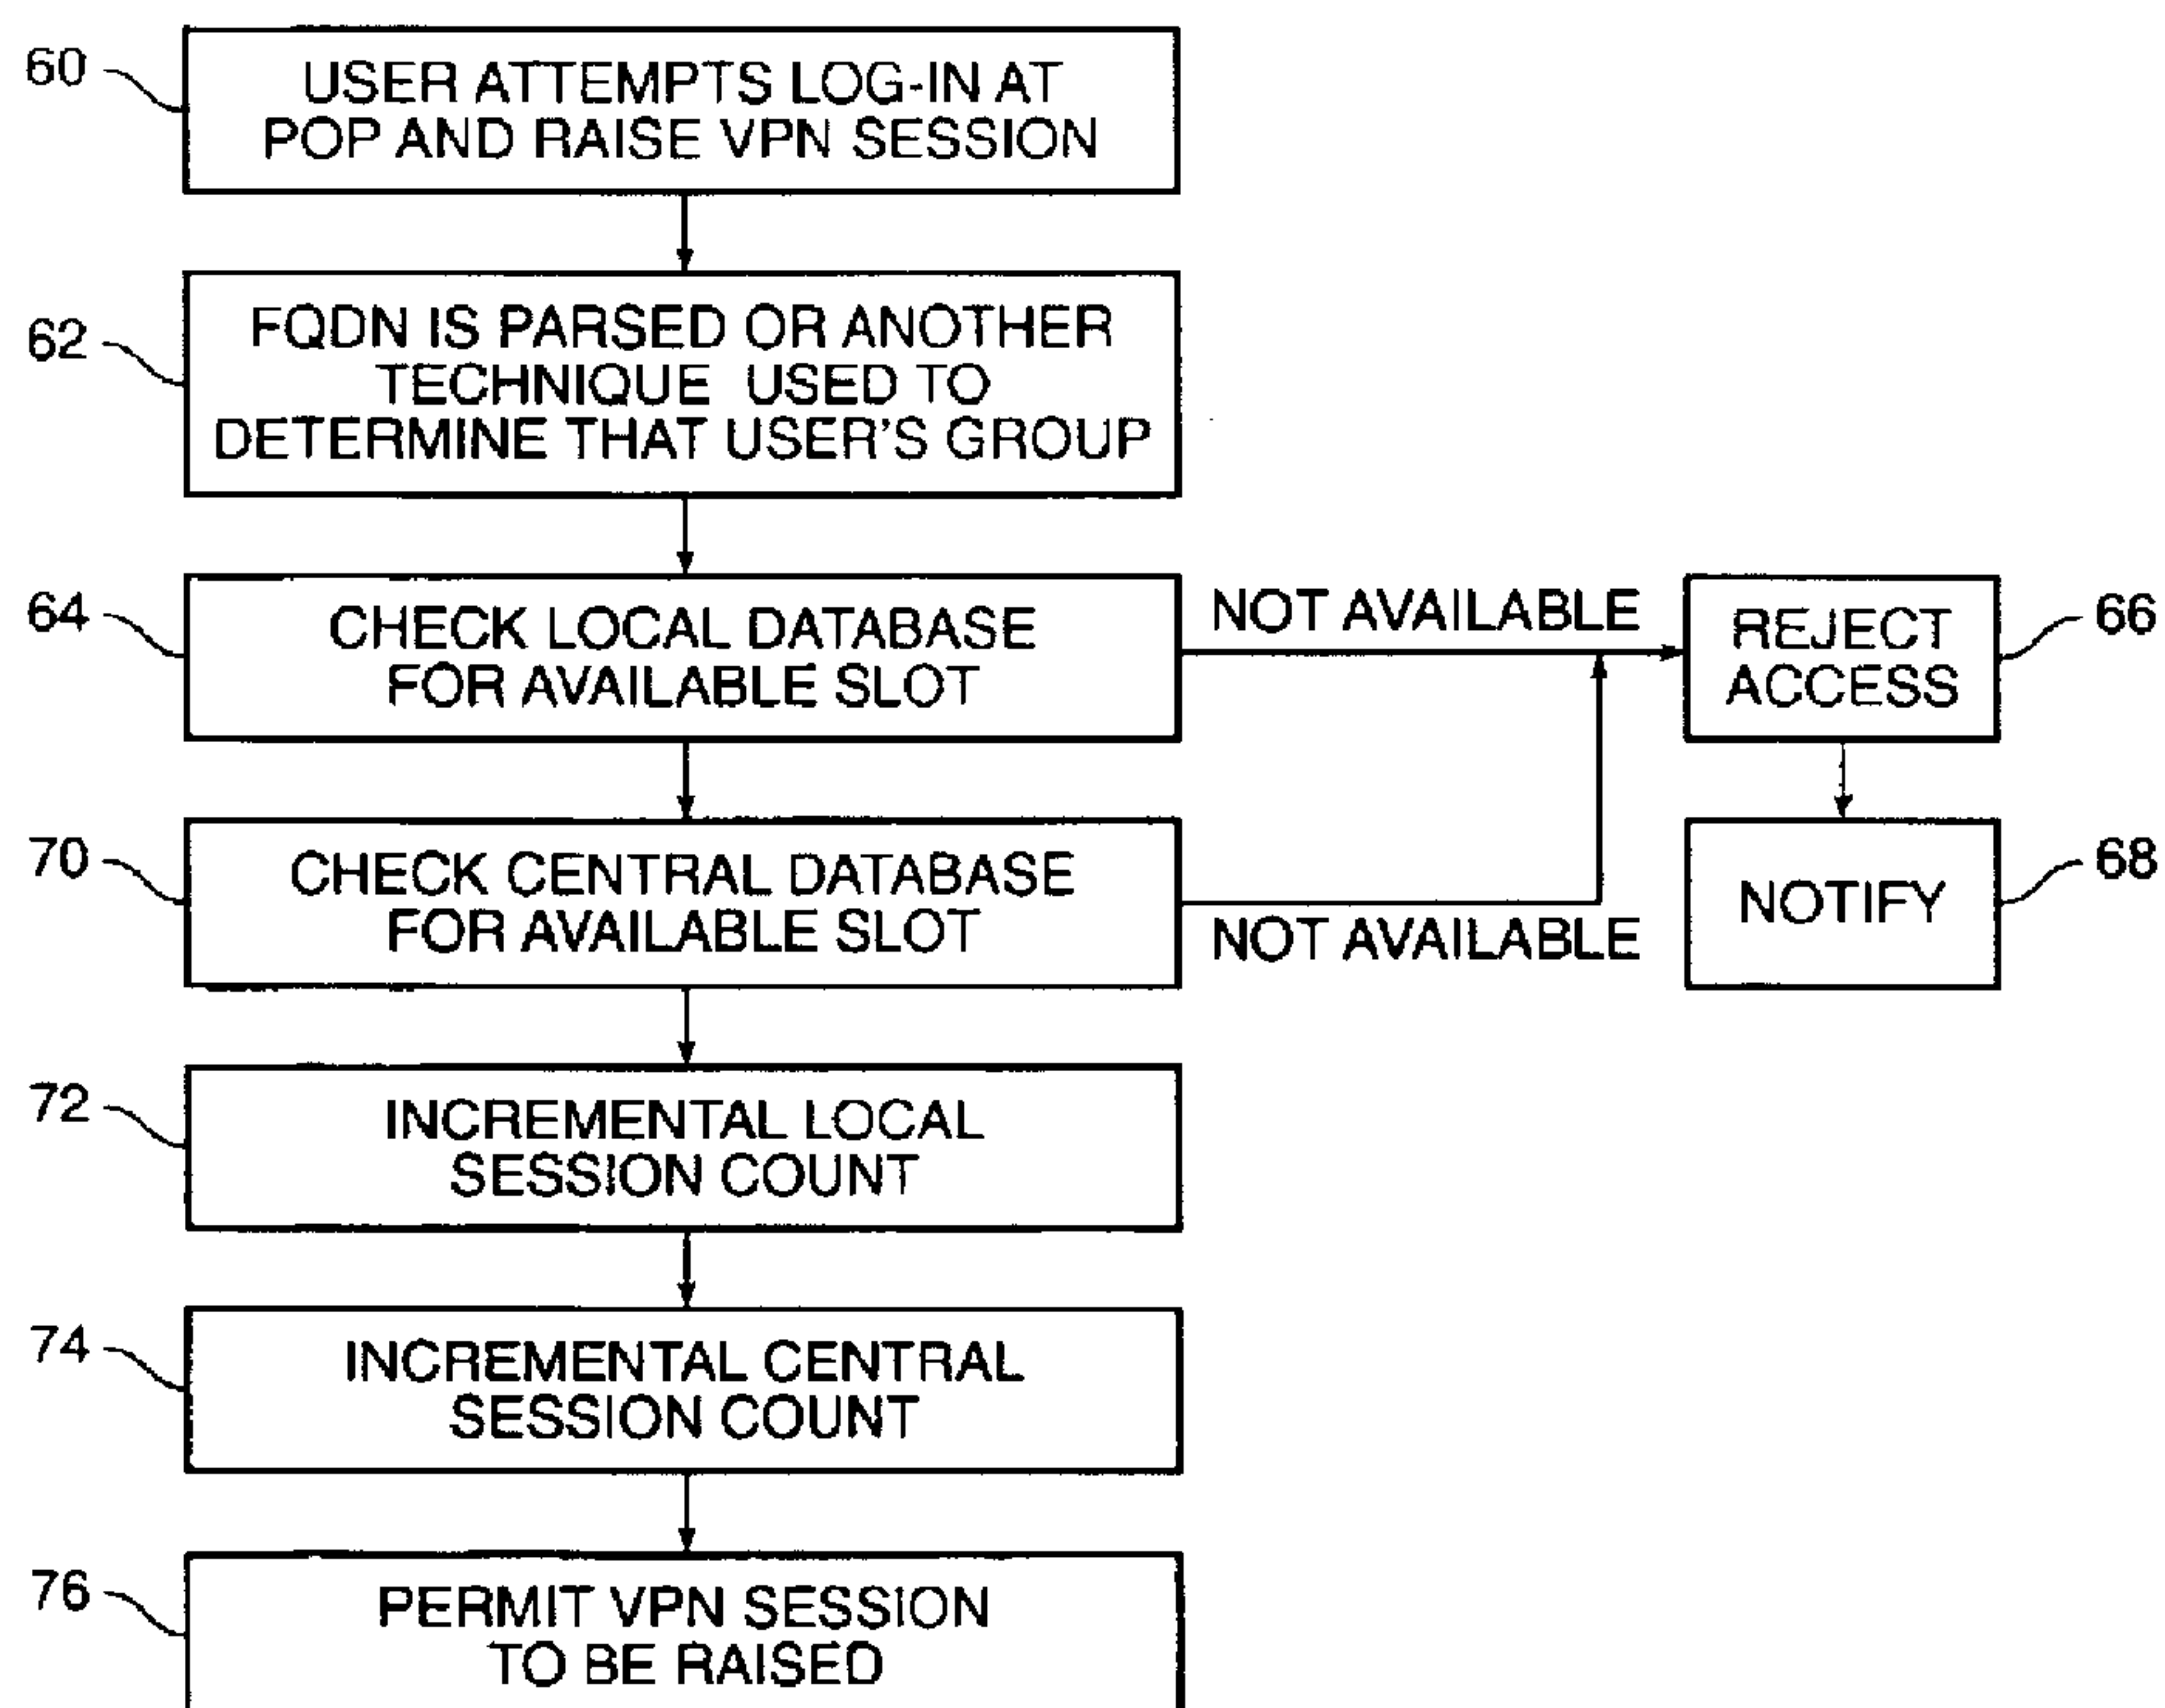 60
USER ATTEMPTS LOG-IN AT
POP AND RAISE VPN SESSION
62
FQDN IS PARSED OR ANOTHER
TECHNIQUE USED TO
DETERMINE THAT USER'S GROUP
64
CHECK LOCAL DATABASE
FOR AVAILABLE SLOT
NOT AVAILABLE
REJECT
ACCESS
66
70
CHECK CENTRAL DATABASE
FOR AVAILABLE SLOT
NOT AVAILABLE
NOTIFY
68
72
INCREMENTAL LOCAL
SESSION COUNT
74
INCREMENTAL CENTRAL
SESSION COUNT
76
PERMIT VPN SESSION
TO BE RAISED